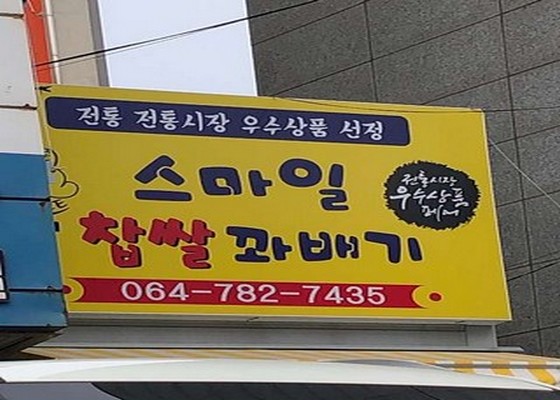 전통 전통시장 우수상품 선정
스마일
찹쌀 꽈배기
064-782-7435
전통시장
우수상품